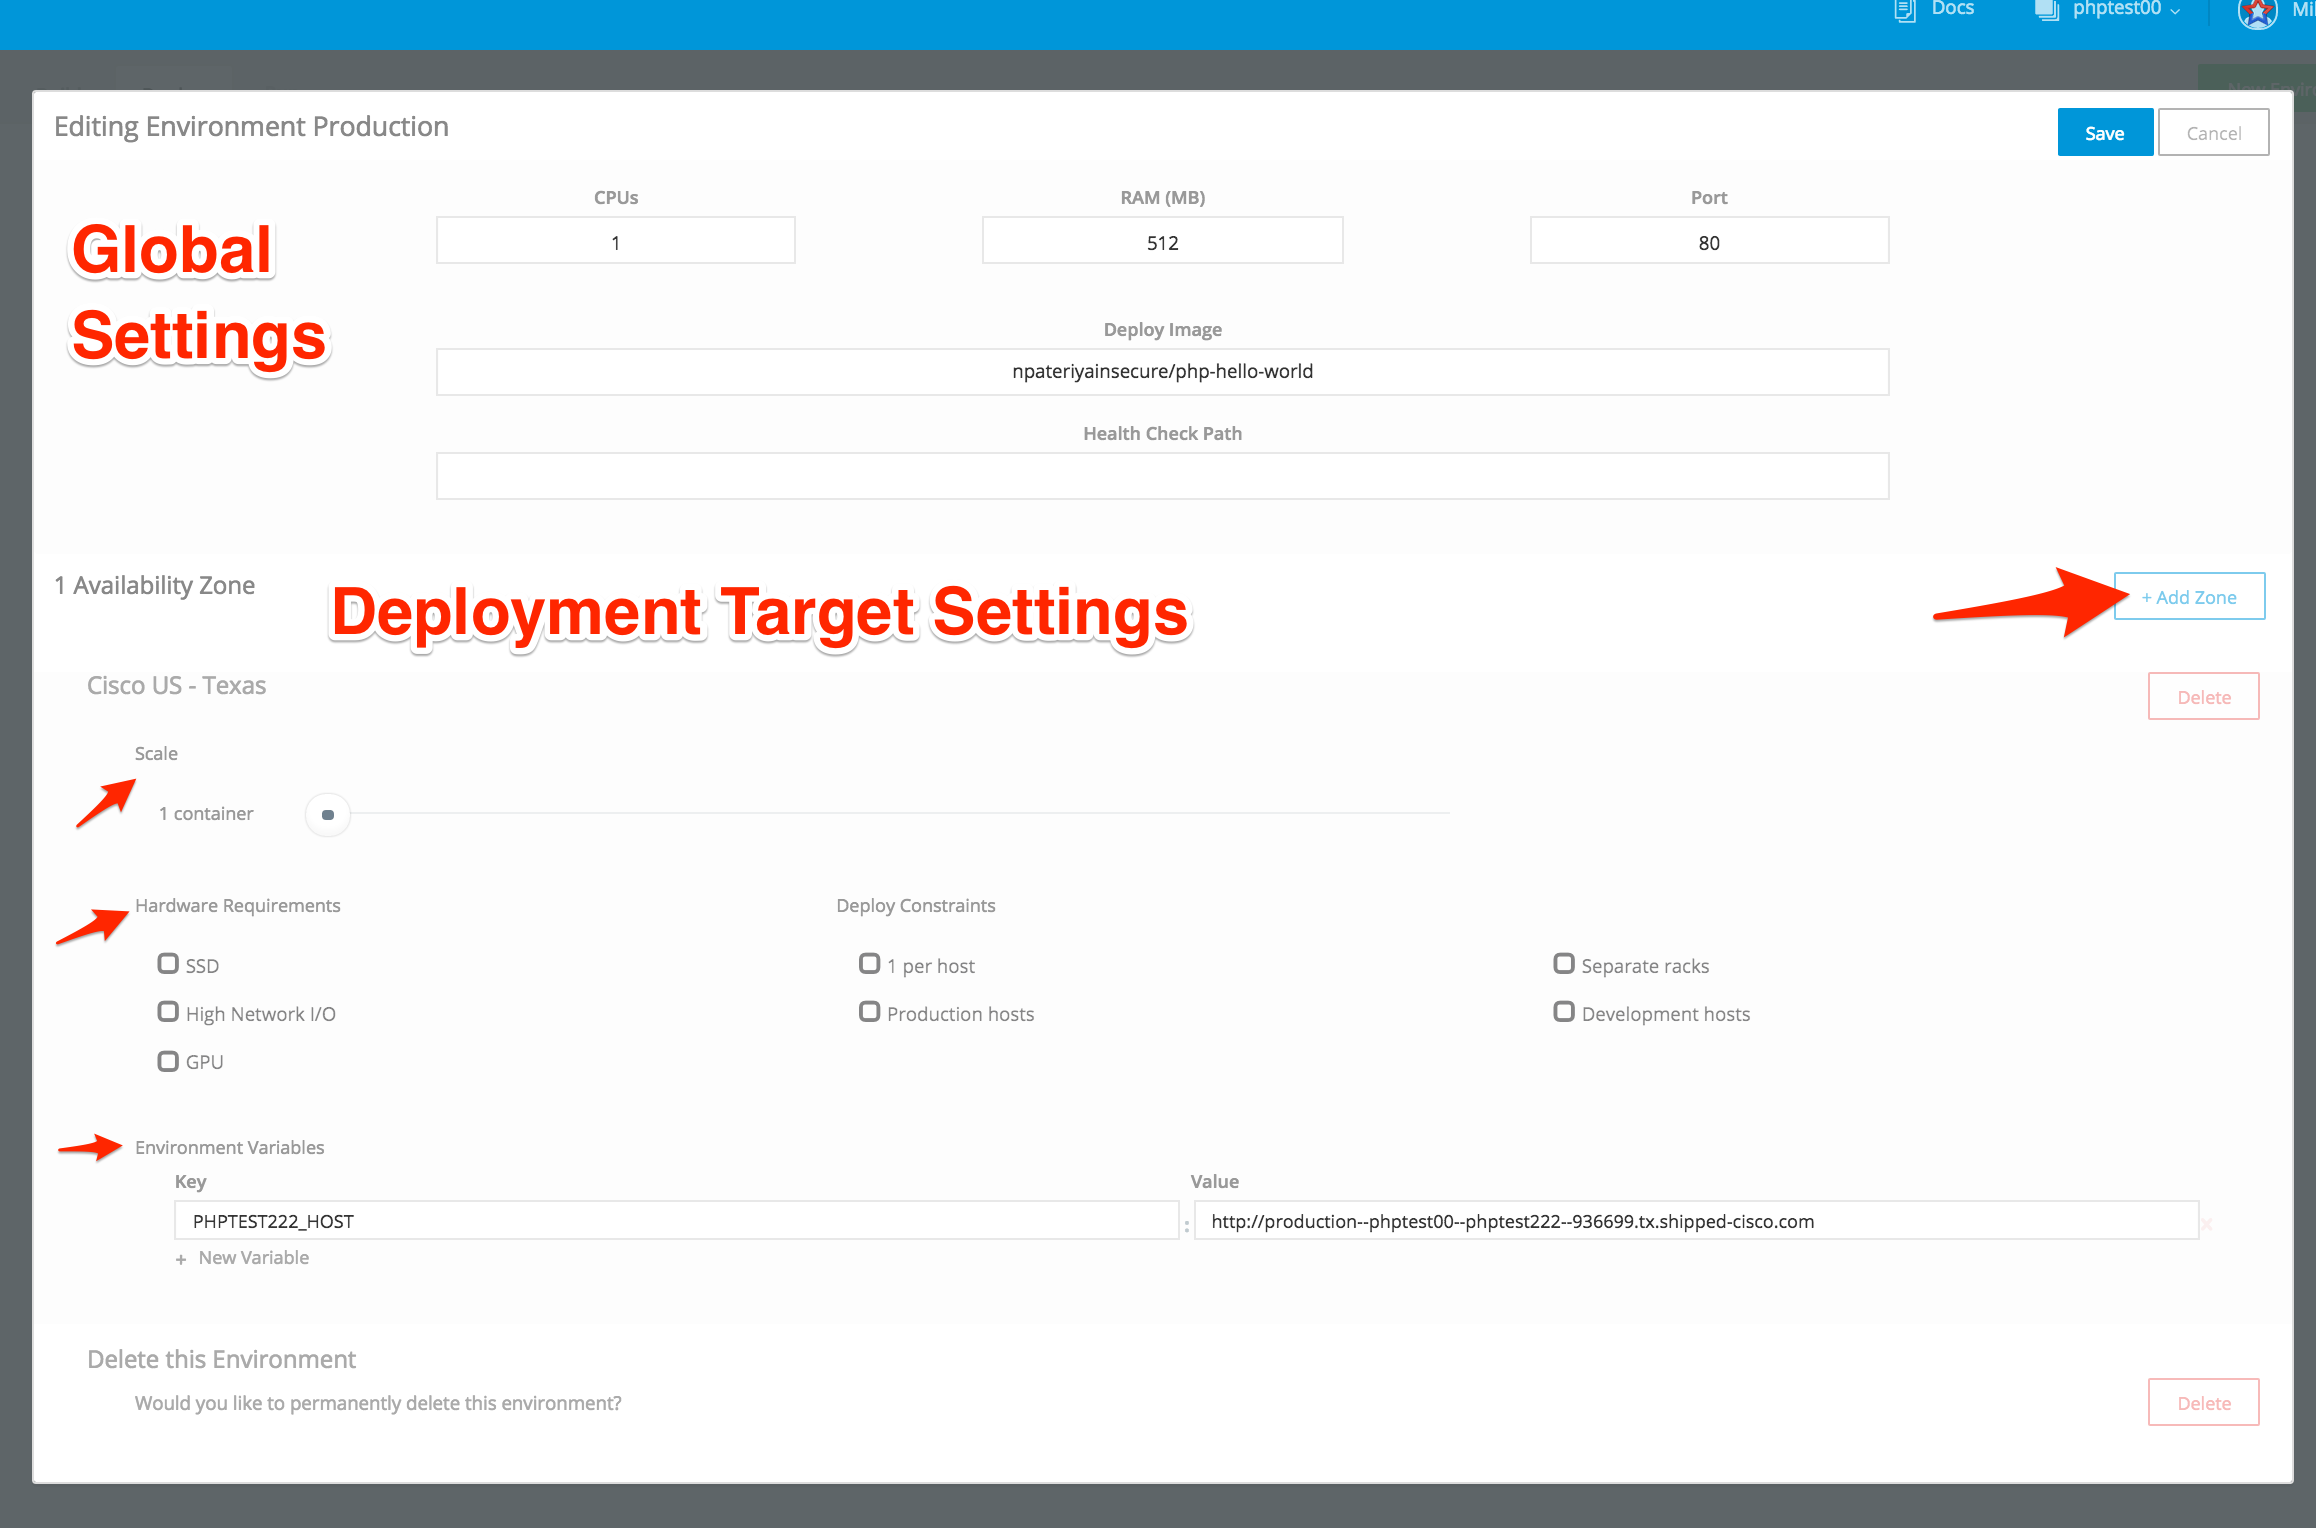 Docs
phptest00
Editing Environment Production
Save
Cancel
CPUs
RAM (MB)
Port
1
512
80
Global
Settings
Deploy Image
npateriyainsecure/php-hello-world
Health Check Path
1 Availability Zone
Deployment Target Settings
+ Add Zone
Cisco US - Texas
Delete
Scale
1 container
Hardware Requirements
Deploy Constraints
SSD
1 per host
Separate racks
High Network I/O
Production hosts
Development hosts
GPU
Environment Variables
Key
Value
PHPTEST222_HOST
:
http://production--phptest00--phptest222--936699.tx.shipped-cisco.com
+ New Variable
Delete this Environment
Would you like to permanently delete this environment?
Delete